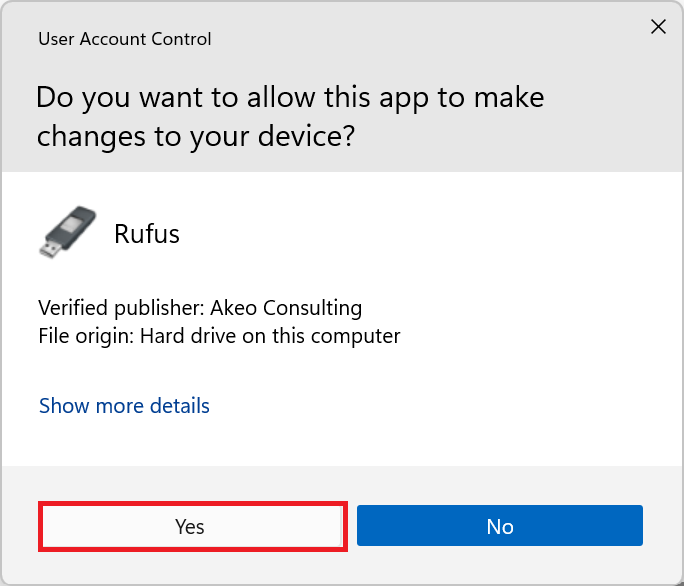 User Account Control
Do you want to allow this app to make
changes to your device?
Rufus
Verified publisher: Akeo Consulting
File origin: Hard drive on this computer
Show more details
Yes
No